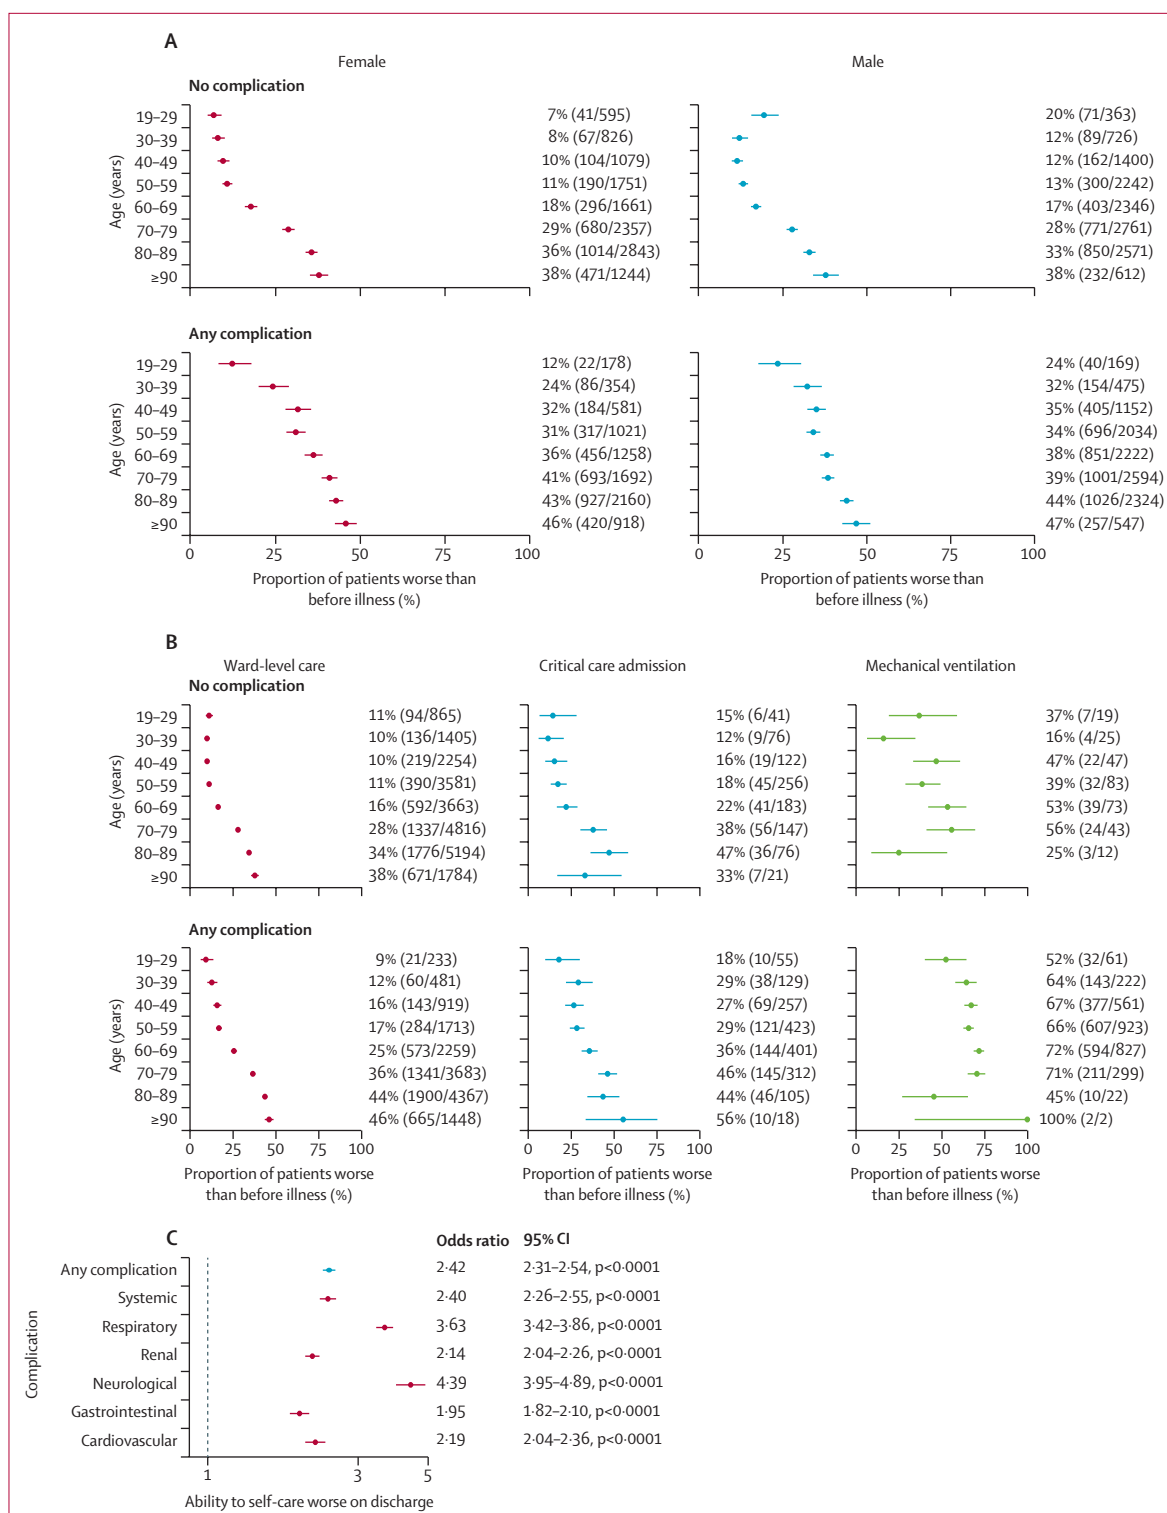 A
Female Male
No complication
19–29 7% (41/595) 20% (71/363)
30–39 8% (67/826) 12% (89/726)
40–49 10% (104/1079) 12% (162/1400)
50–59 11% (190/1751) 13% (300/2242)
60–69 18% (296/1661) 17% (403/2346)
70–79 29% (680/2357) 28% (771/2761)
80–89 36% (1014/2843) 33% (850/2571)
≥90 38% (471/1244) 38% (232/612)
Age (years)
0 25 50 75 100 0 25 50 75 100
Any complication
19–29 12% (22/178) 24% (40/169)
30–39 24% (86/354) 32% (154/475)
40–49 32% (184/581) 35% (405/1152)
50–59 31% (317/1021) 34% (696/2034)
60–69 36% (456/1258) 38% (851/2222)
70–79 41% (693/1692) 39% (1001/2594)
80–89 43% (927/2160) 44% (1026/2324)
≥90 46% (420/918) 47% (257/547)
Age (years)
0 25 50 75 100 0 25 50 75 100
Proportion of patients worse than Proportion of patients worse than
before illness (%) before illness (%)
B
Ward-level care Critical care admission Mechanical ventilation
No complication
19–29 11% (94/865) 15% (6/41) 37% (7/19)
30–39 10% (136/1405) 12% (9/76) 16% (4/25)
40–49 10% (219/2254) 16% (19/122) 47% (22/47)
50–59 11% (390/3581) 18% (45/256) 39% (32/83)
60–69 16% (592/3663) 22% (41/183) 53% (39/73)
70–79 28% (1337/4816) 38% (56/147) 56% (24/43)
80–89 34% (1776/5194) 47% (36/76) 25% (3/12)
≥90 38% (671/1784) 33% (7/21)
Age (years)
Any complication
19–29 9% (21/233) 18% (10/55) 52% (32/61)
30–39 12% (60/481) 29% (38/129) 64% (143/222)
40–49 16% (143/919) 27% (69/257) 67% (377/561)
50–59 17% (284/1713) 29% (121/423) 66% (607/923)
60–69 25% (573/2259) 36% (144/401) 72% (594/827)
70–79 36% (1341/3683) 46% (145/312) 71% (211/299)
80–89 44% (1900/4367) 44% (46/105) 45% (10/22)
≥90 46% (665/1448) 56% (10/18) 100% (2/2)
Age (years)
0 25 50 75 100 0 25 50 75 100 0 25 50 75 100
Proportion of patients worse Proportion of patients worse Proportion of patients worse
than before illness (%) than before illness (%) than before illness (%)
C
Odds ratio 95% CI
Any complication 2·42 2·31–2·54, p<0·0001
Systemic 2·40 2·26–2·55, p<0·0001
Respiratory 3·63 3·42–3·86, p<0·0001
Renal 2·14 2·04–2·26, p<0·0001
Neurological 4·39 3·95–4·89, p<0·0001
Gastrointestinal 1·95 1·82–2·10, p<0·0001
Cardiovascular 2·19 2·04–2·36, p<0·0001
Complication
1 3 5
Ability to self-care worse on discharge